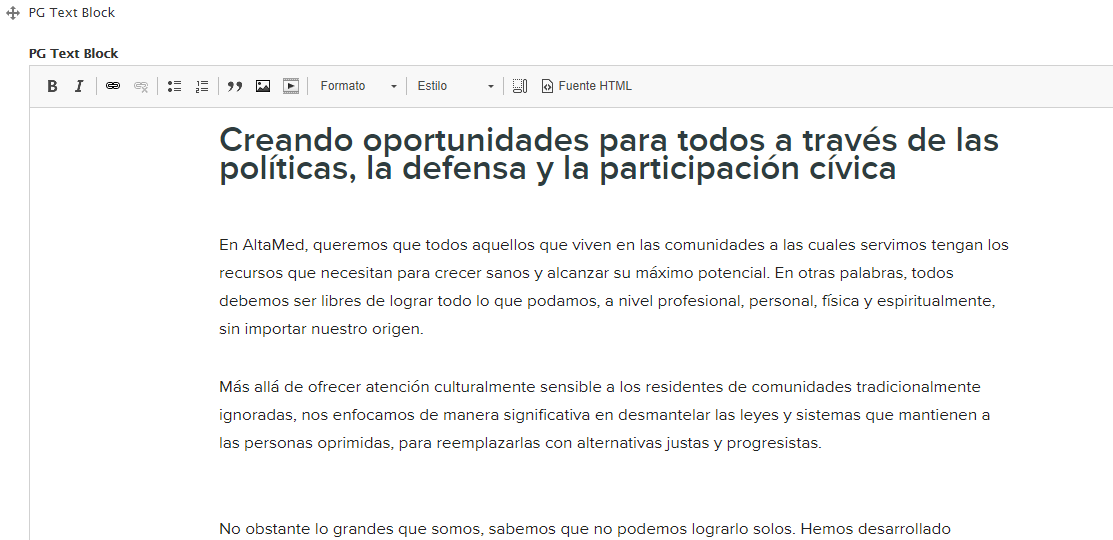 PG Text Block
PG Text Block
B I Formato Estilo Fuente HTML
Creando oportunidades para todos a través de las
políticas, la defensa y la participación cívica
En AltaMed, queremos que todos aquellos que viven en las comunidades a las cuales servimos tengan los
recursos que necesitan para crecer sanos y alcanzar su máximo potencial. En otras palabras, todos
debemos ser libres de lograr todo lo que podamos, a nivel profesional, personal, física y espiritualmente,
sin importar nuestro origen.
Más allá de ofrecer atención culturalmente sensible a los residentes de comunidades tradicionalmente
ignoradas, nos enfocamos de manera significativa en desmantelar las leyes y sistemas que mantienen a
las personas oprimidas, para reemplazarlas con alternativas justas y progresistas.
No obstante lo grandes que somos, sabemos que no podemos lograrlo solos. Hemos desarrollado